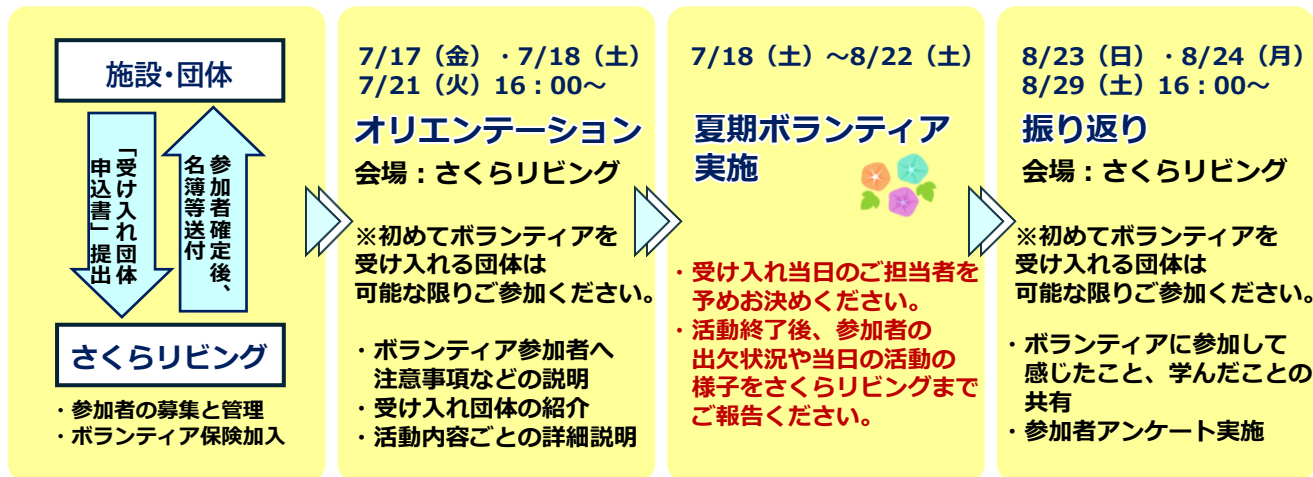 施設・団体
「受け入れ団体
申込書」提出
参加者確定後、
名簿等送付
さくらリビング
・参加者の募集と管理
・ボランティア保険加入
7/17（金）・7/18（土）
7/21（火）16：00～
オリエンテーション
会場：さくらリビング
※初めてボランティアを
受け入れる団体は
可能な限りご参加ください。
・ボランティア参加者へ
注意事項などの説明
・受け入れ団体の紹介
・活動内容ごとの詳細説明
7/18（土）～8/22（土）
夏期ボランティア
実施
・受け入れ当日のご担当者を
予めお決めください。
・活動終了後、参加者の
出欠状況や当日の活動の
様子をさくらリビングまで
ご報告ください。
8/23（日）・8/24（月）
8/29（土）16：00～
振り返り
会場：さくらリビング
※初めてボランティアを
受け入れる団体は
可能な限りご参加ください。
・ボランティアに参加して
感じたこと、学んだことの
共有
・参加者アンケート実施